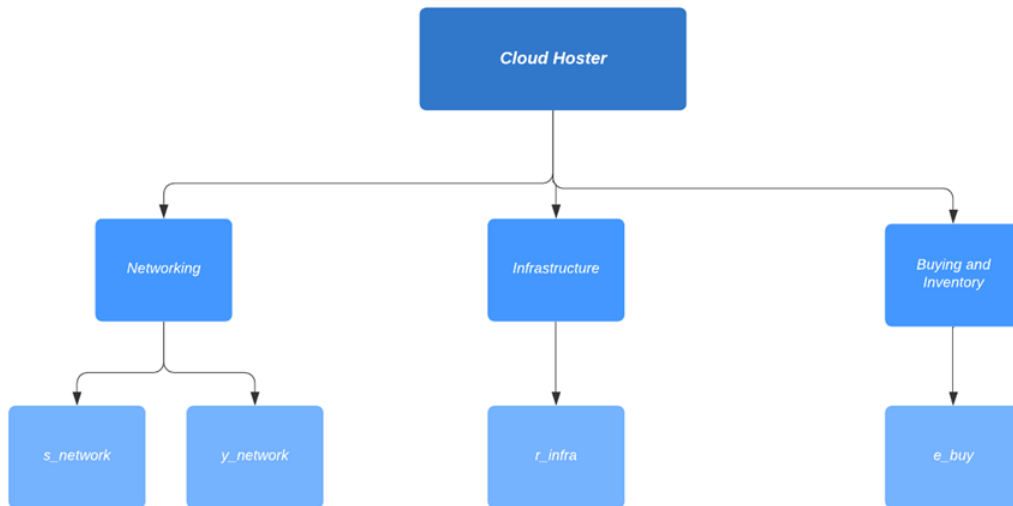 Cloud Hoster
Networking
Infrastructure
Buying and
Inventory
s_network
y_network
r_infra
e_buy